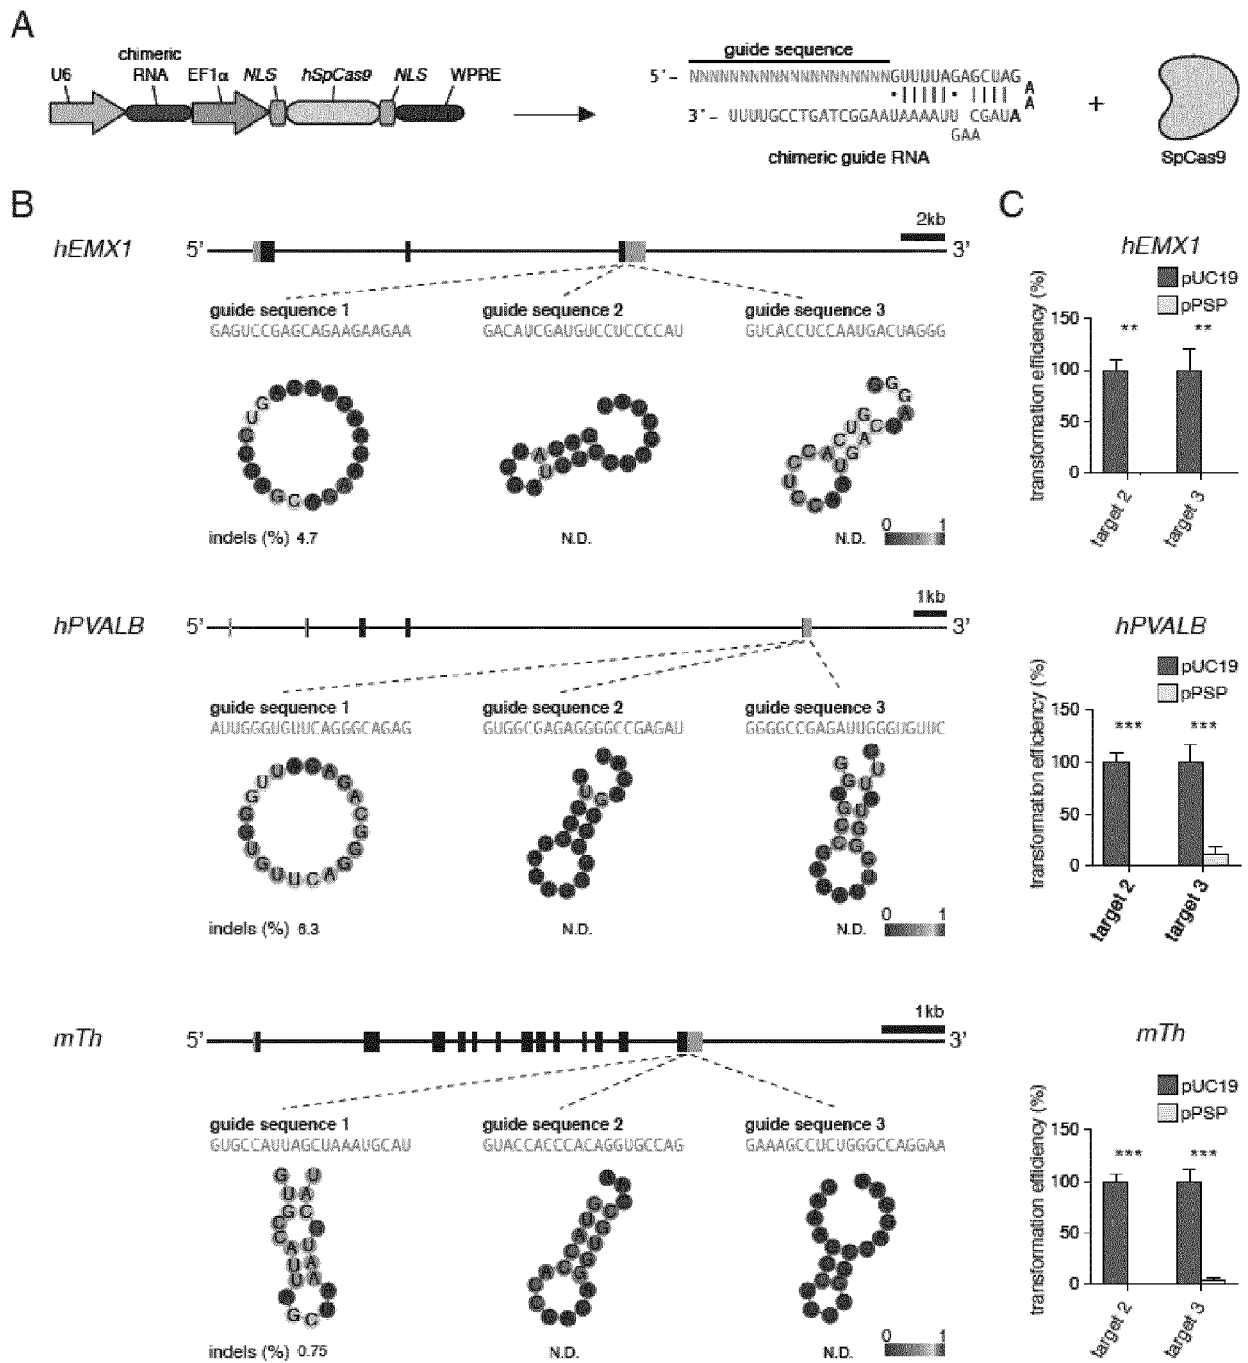 A
U6
chimeric
RNA
EF1α
NLS
hSpCas9
NLS
WPRE
guide sequence
5'- NNNNNNNNNNNNNNNNNNNNGUUUUAGAGCUAG
A
A
3'- UUUUGCCTGATCGGAAUAAAAUU CGAUA
GAA
chimeric guide RNA
+
SpCas9
B
hEMX1
5'
3'
2kb
guide sequence 1
GAGUCCGAGCAGAAGAAGAA
guide sequence 2
GACAUCGAUGUCCUCCCCAU
guide sequence 3
GUCACCUCCAAUGACUAGGG
indels (%) 4.7
N.D.
N.D.
0 1
hPVALB
5'
3'
1kb
guide sequence 1
AUUGGGUGUUCAGGGCAGAG
guide sequence 2
GUGGCGAGAGGGGCCGAGAU
guide sequence 3
GGGGCCGAGAUUGGGUGUUC
indels (%) 6.3
N.D.
N.D.
0 1
mTh
5'
3'
1kb
guide sequence 1
GUGCCAUUAGCUAAAUGCAU
guide sequence 2
GUACCACCCACAGGUGCCAG
guide sequence 3
GAAAGCCUCUGGGCCAGGAA
indels (%) 0.75
N.D.
N.D.
0 1
C
hEMX1
pUC19
pPSP
transformation efficiency (%)
150
100
50
0
** **
target 2
target 3
hPVALB
pUC19
pPSP
transformation efficiency (%)
150
100
50
0
*** ***
target 2
target 3
mTh
pUC19
pPSP
transformation efficiency (%)
150
100
50
0
*** ***
target 2
target 3